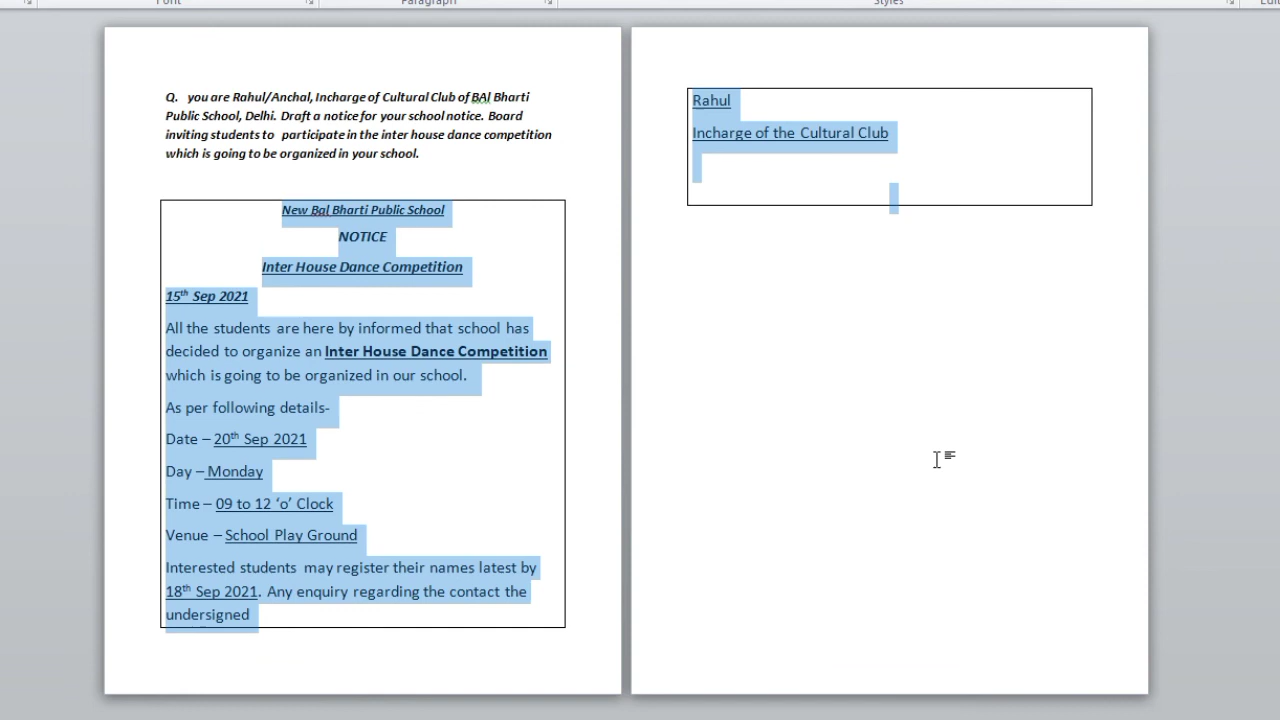 Font Paragraph Styles
Q. you are Rahul/Anchal, Incharge of Cultural Club of BAl Bharti
Public School, Delhi. Draft a notice for your school notice. Board
inviting students to participate in the inter house dance competition
which is going to be organized in your school.
New Bal Bharti Public School
NOTICE
Inter House Dance Competition
15th Sep 2021
All the students are here by informed that school has
decided to organize an Inter House Dance Competition
which is going to be organized in our school.
As per following details-
Date – 20th Sep 2021
Day – Monday
Time – 09 to 12 ‘o’ Clock
Venue – School Play Ground
Interested students may register their names latest by
18th Sep 2021. Any enquiry regarding the contact the
undersigned
Rahul
Incharge of the Cultural Club